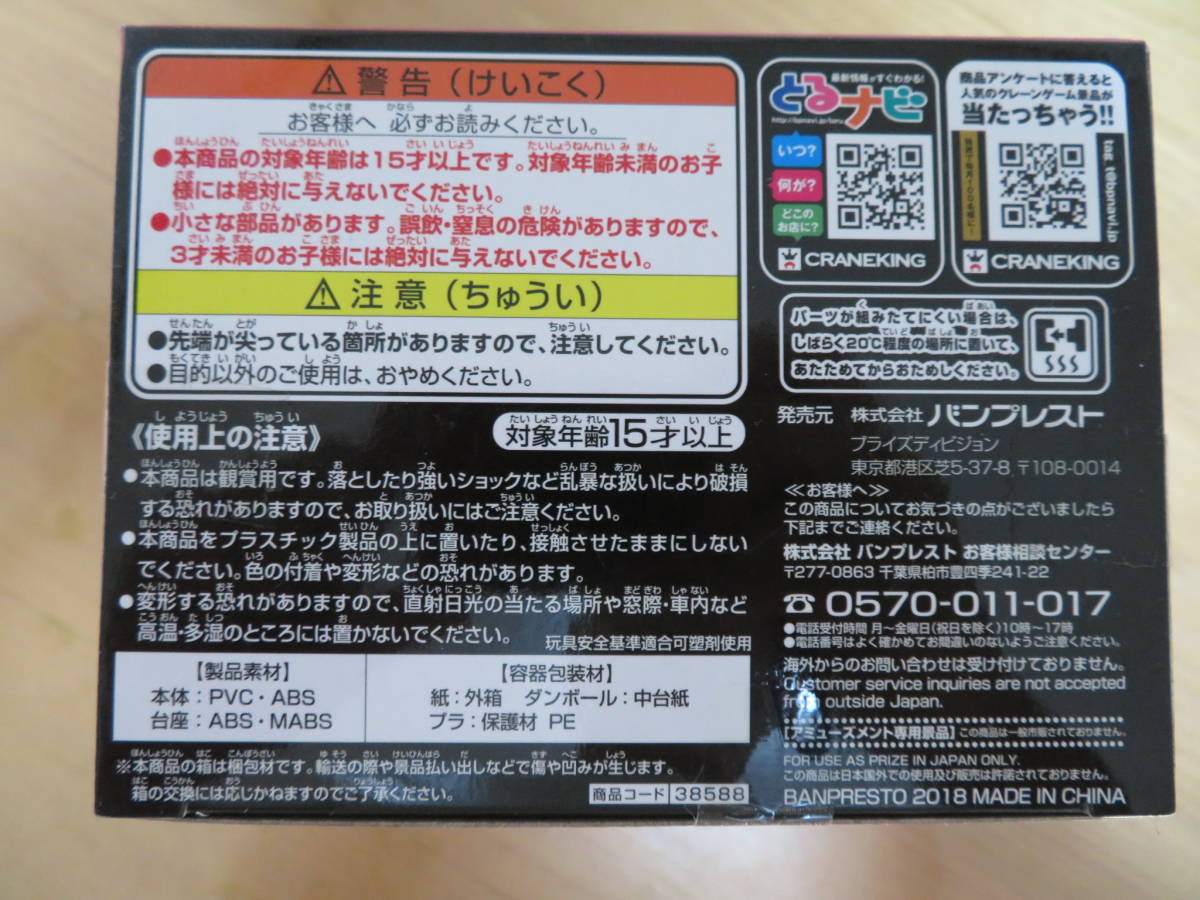 ⚠警告(けいこく)
お客様へ 必ずお読みください。
●本商品の対象年齢は15才以上です。対象年齢未満のお子
様には絶対に与えないでください。
●小さな部品があります。誤飲・窒息の危険がありますので、
3才未満のお子様には絶対に与えないでください。
⚠注意(ちゅうい)
●先端が尖っている箇所がありますので、注意してください。
●目的以外のご使用は、おやめください。
《使用上の注意》
対象年齢15才以上
●本商品は観賞用です。落としたり強いショックなど乱暴な扱いにより破損
する恐れがありますので、お取り扱いにはご注意ください。
●本商品をプラスチック製品の上に置いたり、接触させたままにしない
でください。色の付着や変形などの恐れがあります。
●変形する恐れがありますので、直射日光の当たる場所や窓際・車内など
高温・多湿のところには置かないでください。
玩具安全基準適合可塑剤使用
【製品素材】
本体:PVC・ABS
台座:ABS・MABS
【容器包装材】
紙:外箱 ダンボール:中台紙
プラ:保護材 PE
※本商品の箱は梱包材です。輸送の際や景品払い出しなどで傷や凹みが生じます。
箱の交換には応じかねますのでご了承ください。
商品コード 38588
最新情報がすぐわかる!
とるナビ
いつ?
何が?
どこの
お店に?
CRANEKING
商品アンケートに答えると
人気のクレーンゲーム景品が
当たっちゃう!!
抽選で毎月100名様に!
CRANEKING
パーツが組みたてにくい場合は、
しばらく20℃程度の場所に置いて、
あたためてからおためしください。
発売元 株式会社 バンプレスト
プライズディビジョン
東京都港区芝5-37-8 〒108-0014
≪お客様へ≫
この商品についてお気づきの点がございましたら
下記までご連絡ください。
株式会社 バンプレスト お客様相談センター
〒277-0863 千葉県柏市豊四季241-22
☎0570-011-017
●電話受付時間 月〜金曜日(祝日を除く)10時〜17時
●電話番号はよく確かめてお間違いのないようご注意ください。
海外からのお問い合わせは受け付けておりません。
Customer service inquiries are not accepted
from outside Japan.
【アミューズメント専用景品】この商品は一般市販されておりません。
FOR USE AS PRIZE IN JAPAN ONLY.
この商品は日本国外での使用及び販売は許諾されておりません。
BANPRESTO 2018 MADE IN CHINA